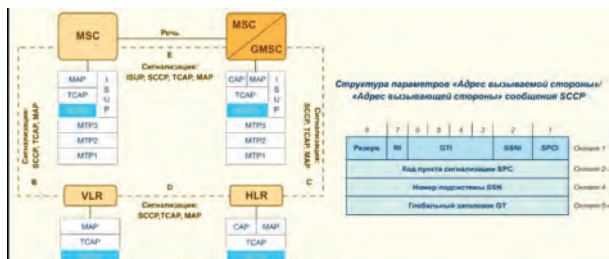 MSC
Речь
MSC
GMSC
E
Сигнализация:
ISUP, SCCP, TCAP, MAP
MAP
TCAP
SCCP
ISUP
MTP3
MTP2
MTP1
CAP MAP
TCAP
ISUP
MTP3
MTP2
MTP1
Сигнализация:
SCCP, TCAP, MAP
B
Сигнализация:
SCCP, TCAP, MAP
C
VLR
D
HLR
Сигнализация:
SCCP,TCAP, MAP
MAP
TCAP
CAP MAP
TCAP
Структура параметров «Адрес вызываемой стороны»/
«Адрес вызывающей стороны» сообщения SCCP
8 7 6 5 4 3 2 1
Резерв RI GTI SSNI SPCI Октет 1
Код пункта сигнализации SPC
Номер подсистемы SSN Октет 4
Глобальный заголовок GT